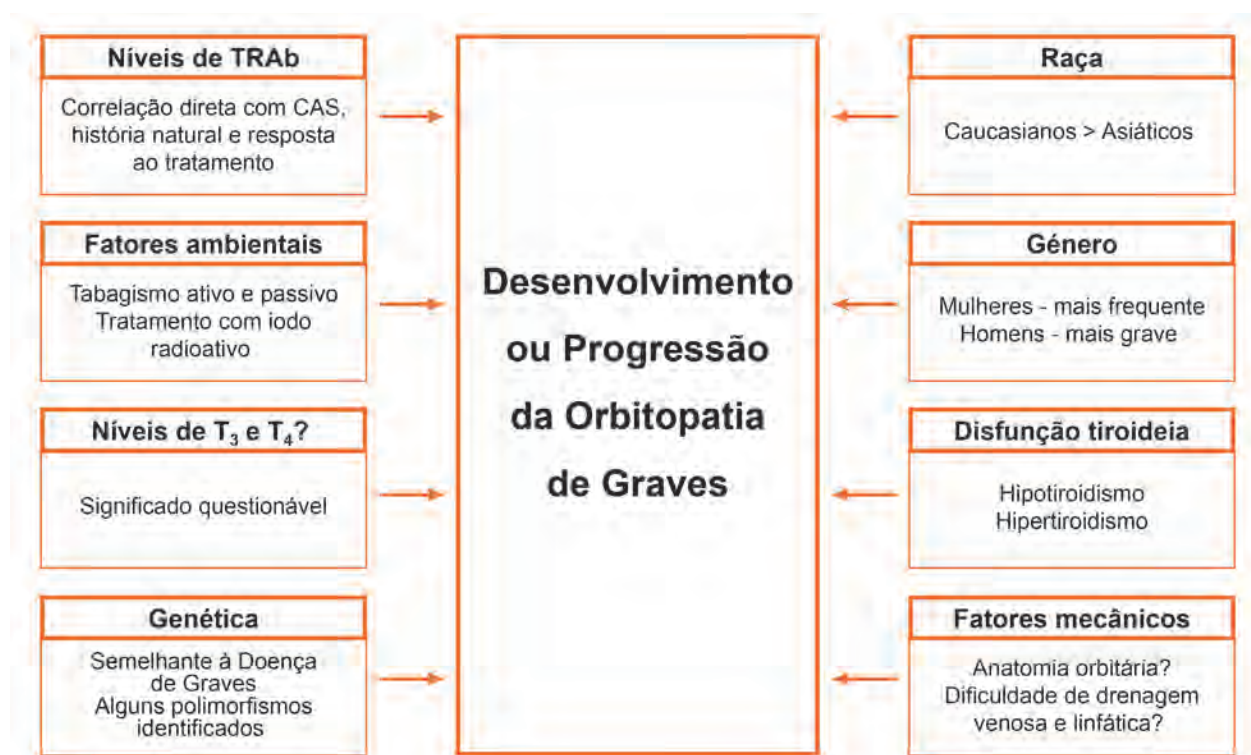 Níveis de TRAb
Correlação direta com CAS,
história natural e resposta
ao tratamento
Fatores ambientais
Tabagismo ativo e passivo
Tratamento com iodo
radioativo
Níveis de T₃ e T₄?
Significado questionável
Genética
Semelhante à Doença
de Graves
Alguns polimorfismos
identificados
Desenvolvimento
ou Progressão
da Orbitopatia
de Graves
Raça
Caucasianos > Asiáticos
Género
Mulheres - mais frequente
Homens - mais grave
Disfunção tiroideia
Hipotiroidismo
Hipertiroidismo
Fatores mecânicos
Anatomia orbitária?
Dificuldade de drenagem
venosa e linfática?